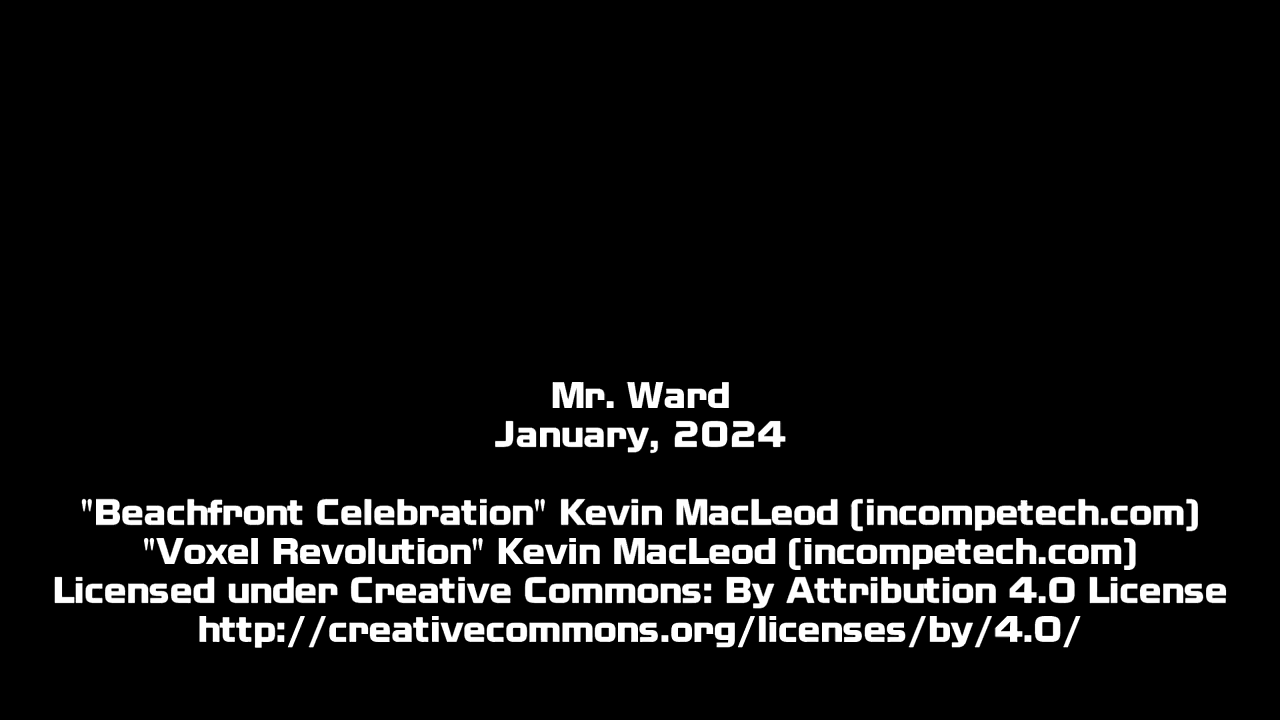 Mr. Ward
January, 2024
"Beachfront Celebration" Kevin MacLeod (incompetech.com)
"Voxel Revolution" Kevin MacLeod (incompetech.com)
Licensed under Creative Commons: By Attribution 4.0 License
http://creativecommons.org/licenses/by/4.0/